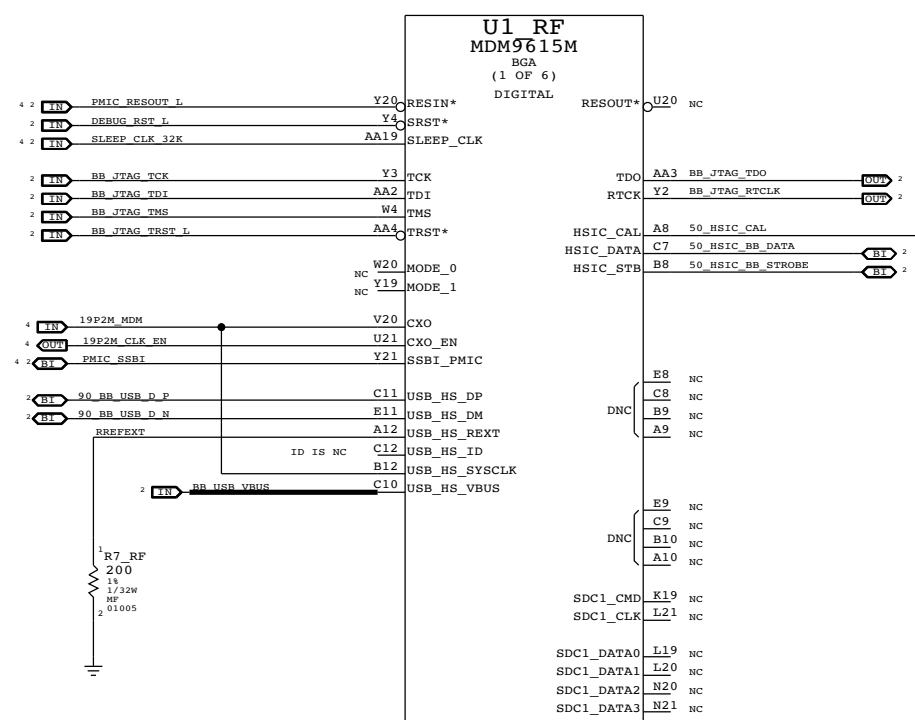 U1_RF
MDM9615M
BGA
(1 OF 6)
DIGITAL
4 2 IN PMIC_RESOUT_L Y20 RESIN*
2 IN DEBUG_RST_L Y4 SRST*
4 2 IN SLEEP_CLK_32K AA19 SLEEP_CLK
2 IN BB_JTAG_TCK Y3 TCK
2 IN BB_JTAG_TDI AA2 TDI
2 IN BB_JTAG_TMS W4 TMS
2 IN BB_JTAG_TRST_L AA4 TRST*
NC W20 MODE_0
NC Y19 MODE_1
4 IN 19P2M_MDM V20 CXO
4 OUT 19P2M_CLK_EN U21 CXO_EN
4 2 BI PMIC_SSBI Y21 SSBI_PMIC
2 BI 90_BB_USB_D_P C11 USB_HS_DP
2 BI 90_BB_USB_D_N E11 USB_HS_DM
RREFEXT A12 USB_HS_REXT
ID IS NC C12 USB_HS_ID
B12 USB_HS_SYSCLK
2 IN BB_USB_VBUS C10 USB_HS_VBUS
1
R7_RF
200
1%
1/32W
MF
01005
2
RESOUT* U20 NC
TDO AA3 BB_JTAG_TDO OUT 2
RTCK Y2 BB_JTAG_RTCLK OUT 2
HSIC_CAL A8 50_HSIC_CAL
HSIC_DATA C7 50_HSIC_BB_DATA BI 2
HSIC_STB B8 50_HSIC_BB_STROBE BI 2
E8 NC
C8 NC
DNC
B9 NC
A9 NC
E9 NC
C9 NC
DNC
B10 NC
A10 NC
SDC1_CMD K19 NC
SDC1_CLK L21 NC
SDC1_DATA0 L19 NC
SDC1_DATA1 L20 NC
SDC1_DATA2 N20 NC
SDC1_DATA3 N21 NC